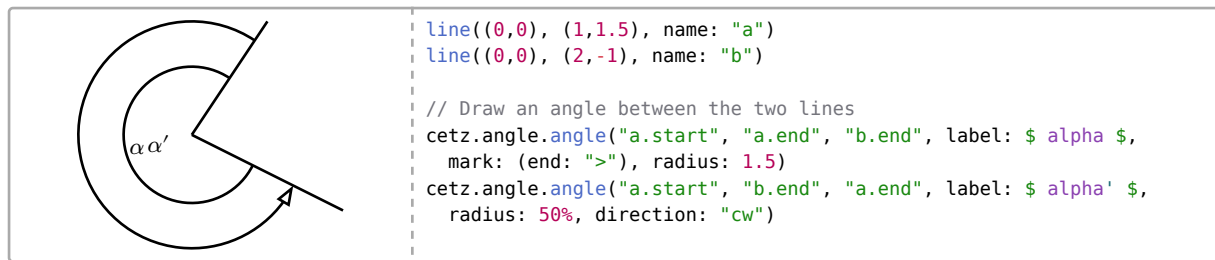 α α′
line((0,0), (1,1.5), name: "a")
line((0,0), (2,-1), name: "b")
// Draw an angle between the two lines
cetz.angle.angle("a.start", "a.end", "b.end", label: $ alpha $,
  mark: (end: ">"), radius: 1.5)
cetz.angle.angle("a.start", "b.end", "a.end", label: $ alpha' $,
  radius: 50%, direction: "cw")